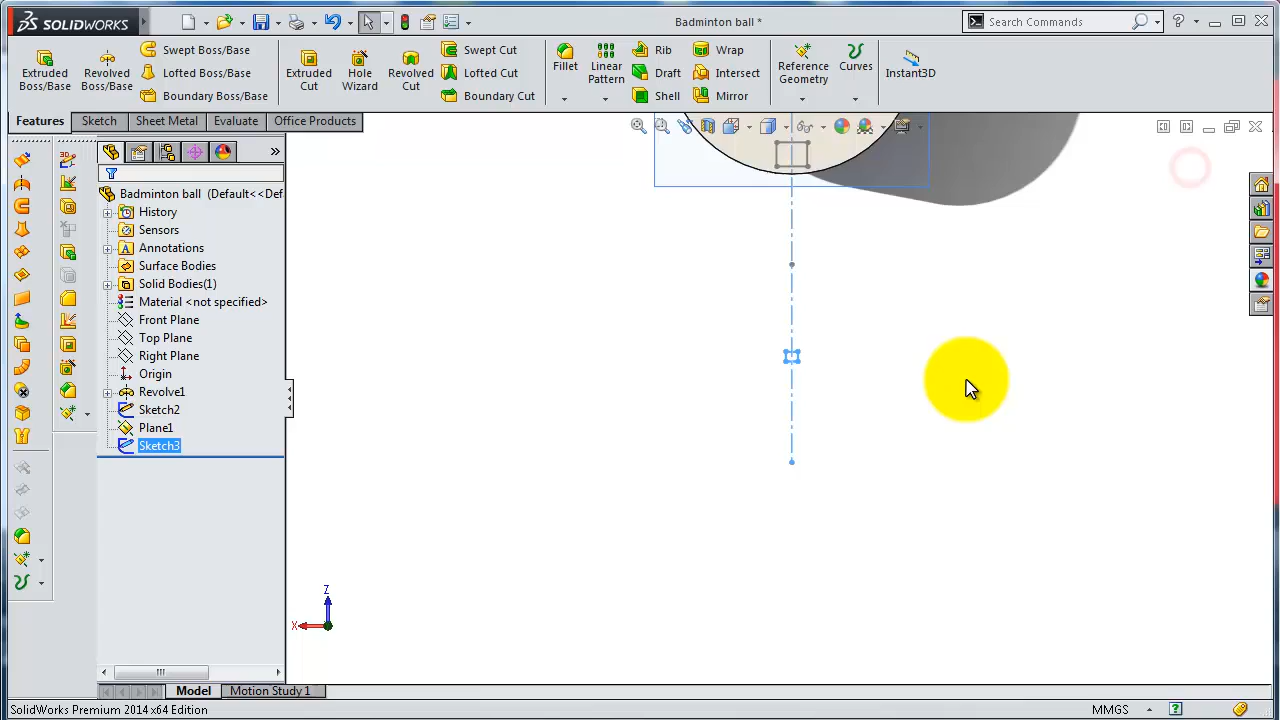 SOLIDWORKS
Badminton ball *
Search Commands
Extruded Boss/Base
Revolved Boss/Base
Swept Boss/Base
Lofted Boss/Base
Boundary Boss/Base
Extruded Cut
Hole Wizard
Revolved Cut
Swept Cut
Lofted Cut
Boundary Cut
Fillet
Linear Pattern
Rib
Draft
Shell
Wrap
Intersect
Mirror
Reference Geometry
Curves
Instant3D
Features
Sketch
Sheet Metal
Evaluate
Office Products
Badminton ball (Default<<Def
History
Sensors
Annotations
Surface Bodies
Solid Bodies(1)
Material <not specified>
Front Plane
Top Plane
Right Plane
Origin
Revolve1
Sketch2
Plane1
Sketch3
Z
X
Model
Motion Study 1
SolidWorks Premium 2014 x64 Edition
MMGS